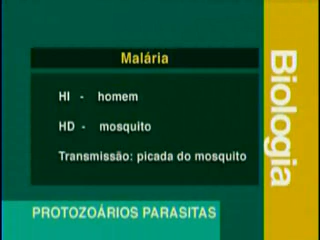 Malária
HI - homem
HD - mosquito
Transmissão: picada do mosquito
Biologia
PROTOZOÁRIOS PARASITAS